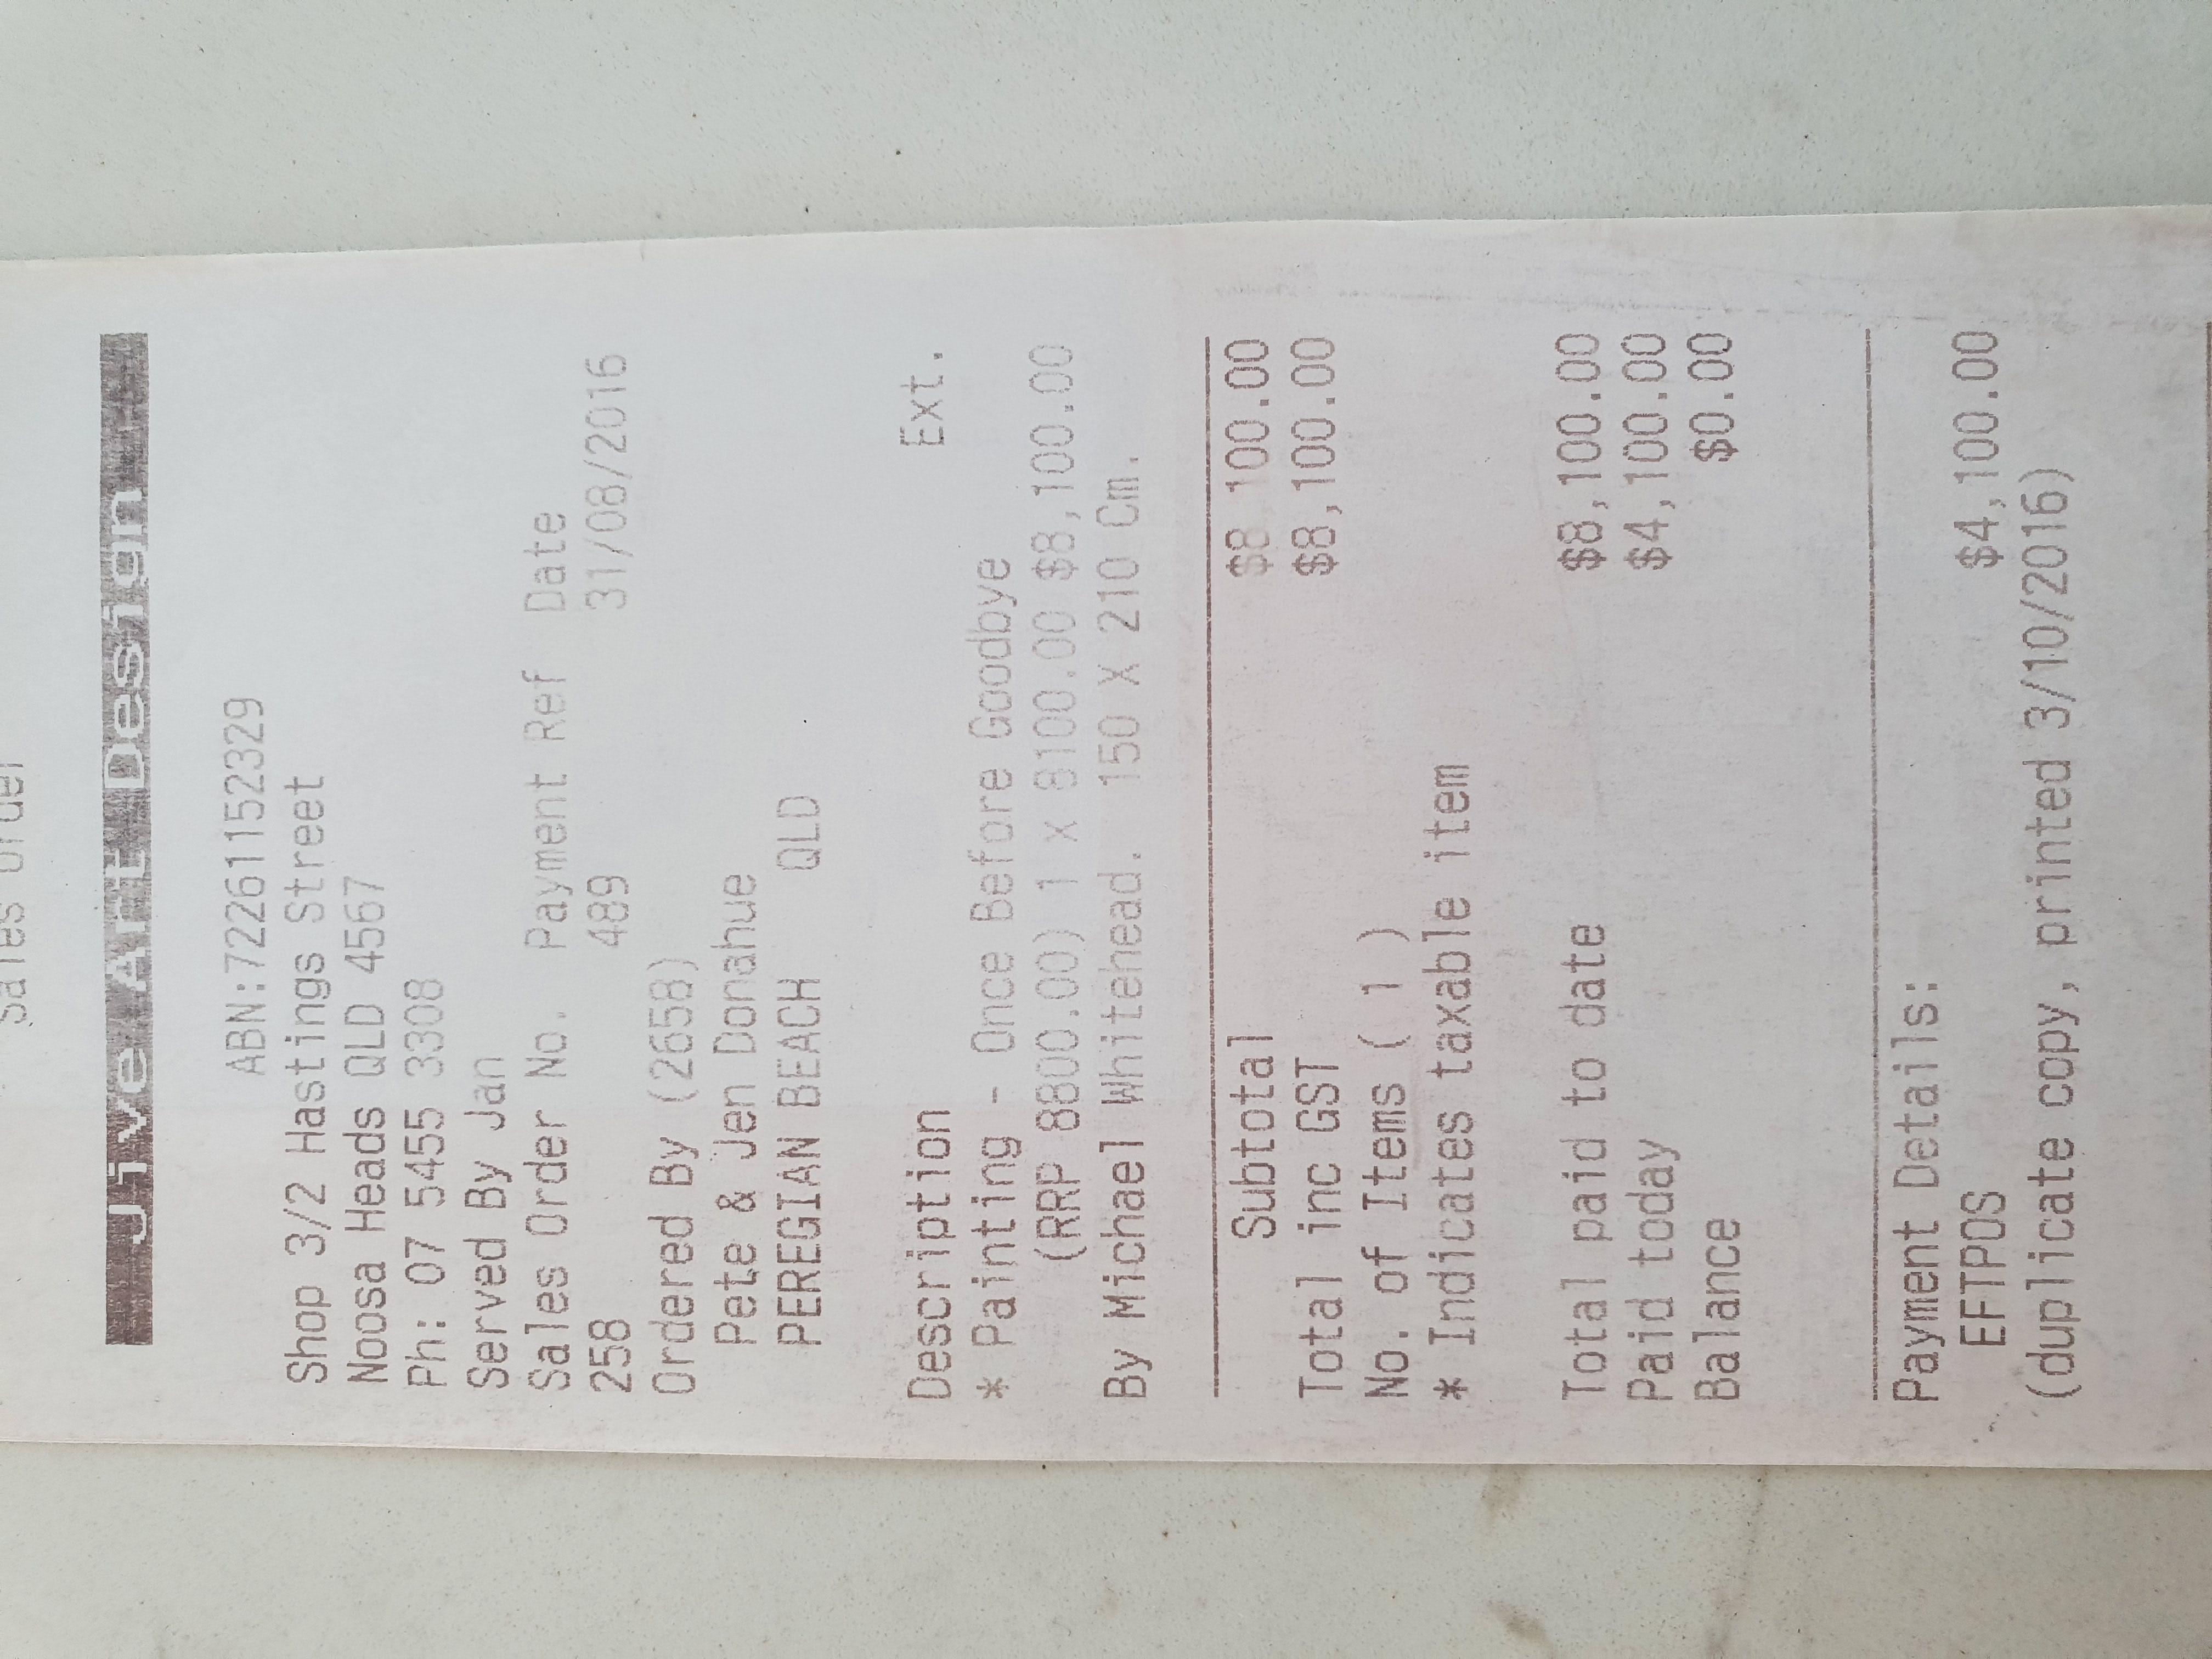 Sales Order
Jive Art Design
ABN:72261152329
Shop 3/2 Hastings Street
Noosa Heads QLD 4567
Ph: 07 5455 3308
Served By Jan
Sales Order No. Payment Ref Date
258 489 31/08/2016
Ordered By (2658)
Pete & Jen Donahue
PEREGIAN BEACH QLD
Description Ext.
* Painting - Once Before Goodbye
(RRP 8800.00) 1 x 8100.00 $8,100.00
By Michael Whitehead. 150 X 210 Cm.
Subtotal $8 100.00
Total inc GST $8,100.00
No. of Items ( 1 )
* Indicates taxable item
Total paid to date $8,100.00
Paid today $4,100.00
Balance $0.00
Payment Details:
EFTPOS $4,100.00
(duplicate copy, printed 3/10/2016)